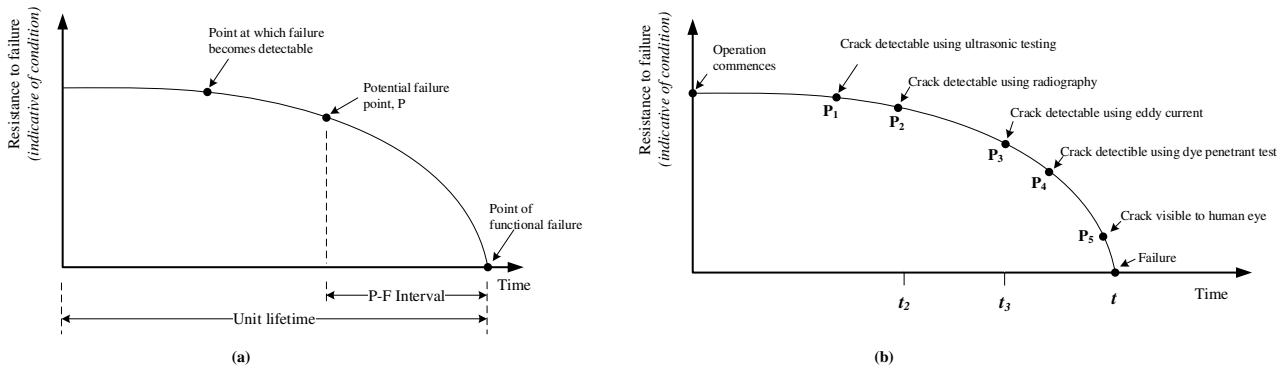 Resistance to failure
(indicative of condition)
Point at which failure
becomes detectable
Potential failure
point, P
Point of
functional failure
Time
P-F Interval
Unit lifetime
(a)
Resistance to failure
(indicative of condition)
Operation
commences
Crack detectable using ultrasonic testing
P1
Crack detectable using radiography
P2
Crack detectable using eddy current
P3
Crack detectible using dye penetrant test
P4
Crack visible to human eye
P5
Failure
t2
t3
t
Time
(b)